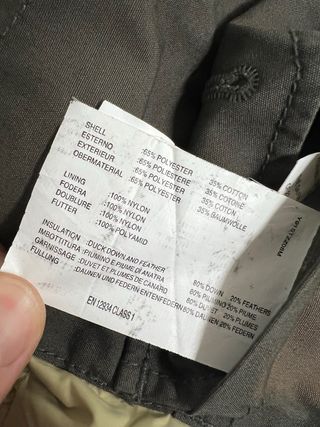 SHELL :65% POLYESTER 35% COTTON
ESTERNO :65% POLIESTERE 35% COTONE
EXTERIEUR :65% POLYESTER 35% COTON
OBERMATERIAL :65% POLYESTER 35% BAUMWOLLE
LINING :100% NYLON
FODERA :100% NYLON
DOUBLURE :100% NYLON
FUTTER :100% POLYAMID
INSULATION :DUCK DOWN AND FEATHER 80% DOWN 20% FEATHERS
IMBOTTITURA :PIUMINO E PIUME DI ANATRA 80% PIUMINO 20% PIUME
GARNISSAGE :DUVET ET PLUMES DE CANARD 80% DUVET 20% PLUMES
FULLUNG :DAUNEN UND FEDERN ENTENFEDERN 80% DAUNEN 20% FEDERN
EN 12934 CLASS I